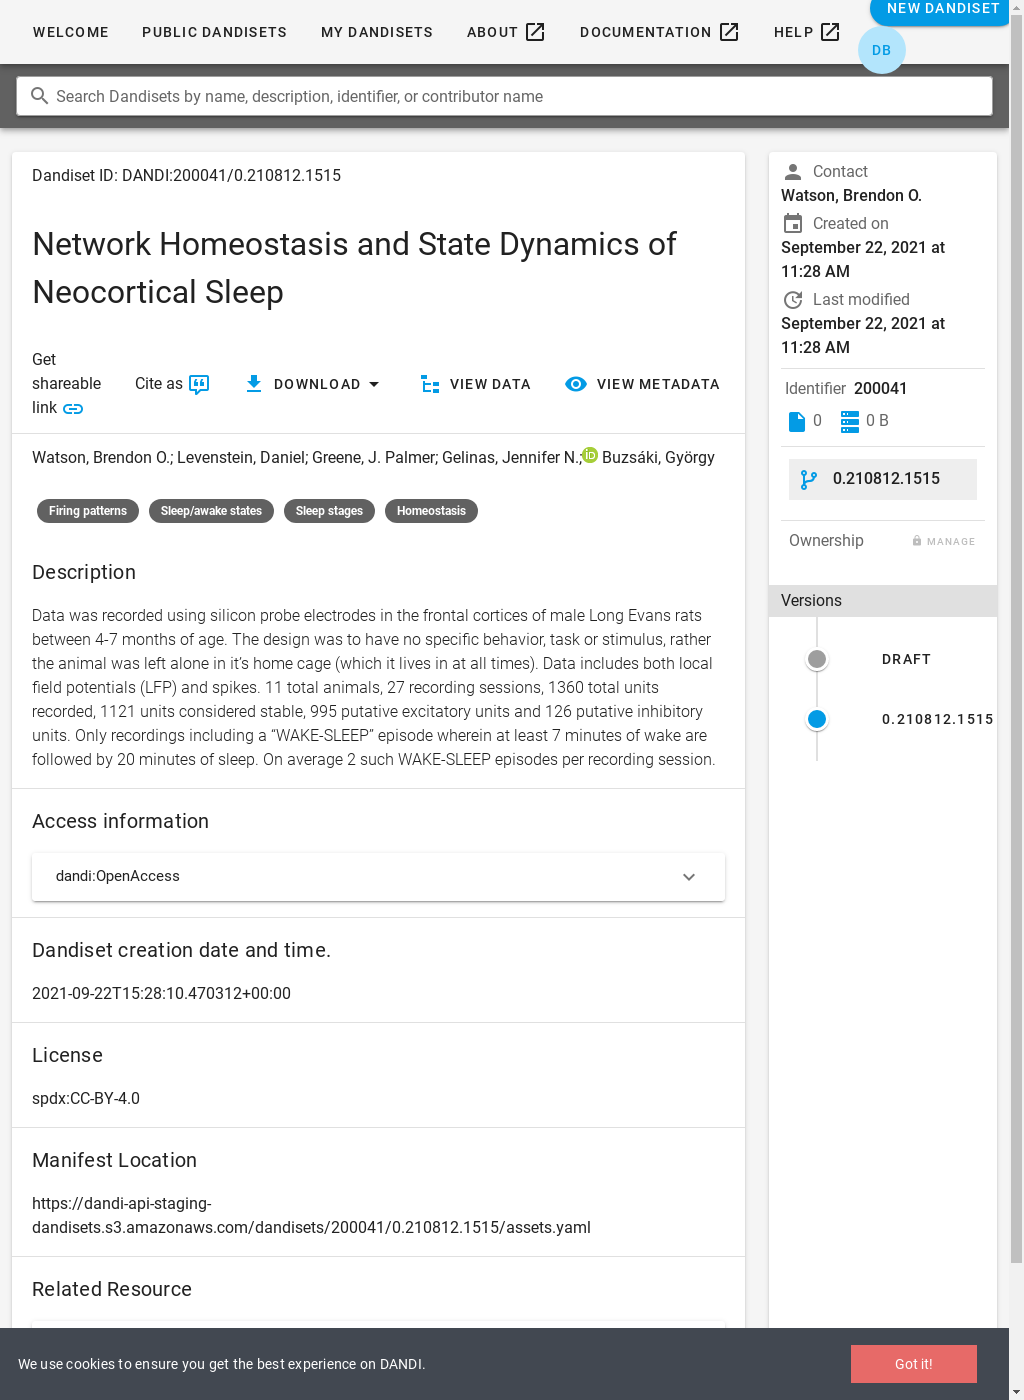 WELCOME PUBLIC DANDISETS MY DANDISETS ABOUT DOCUMENTATION HELP NEW DANDISET
DB
Search Dandisets by name, description, identifier, or contributor name
Dandiset ID: DANDI:200041/0.210812.1515
Network Homeostasis and State Dynamics of
Neocortical Sleep
Get
shareable
link
Cite as
DOWNLOAD
VIEW DATA
VIEW METADATA
Watson, Brendon O.; Levenstein, Daniel; Greene, J. Palmer; Gelinas, Jennifer N.; iD Buzsáki, György
Firing patterns Sleep/awake states Sleep stages Homeostasis
Description
Data was recorded using silicon probe electrodes in the frontal cortices of male Long Evans rats
between 4-7 months of age. The design was to have no specific behavior, task or stimulus, rather
the animal was left alone in it’s home cage (which it lives in at all times). Data includes both local
field potentials (LFP) and spikes. 11 total animals, 27 recording sessions, 1360 total units
recorded, 1121 units considered stable, 995 putative excitatory units and 126 putative inhibitory
units. Only recordings including a “WAKE-SLEEP” episode wherein at least 7 minutes of wake are
followed by 20 minutes of sleep. On average 2 such WAKE-SLEEP episodes per recording session.
Access information
dandi:OpenAccess
Dandiset creation date and time.
2021-09-22T15:28:10.470312+00:00
License
spdx:CC-BY-4.0
Manifest Location
https://dandi-api-staging-
dandisets.s3.amazonaws.com/dandisets/200041/0.210812.1515/assets.yaml
Related Resource
Contact
Watson, Brendon O.
Created on
September 22, 2021 at
11:28 AM
Last modified
September 22, 2021 at
11:28 AM
Identifier 200041
0 0 B
0.210812.1515
Ownership MANAGE
Versions
DRAFT
0.210812.1515
We use cookies to ensure you get the best experience on DANDI.
Got it!